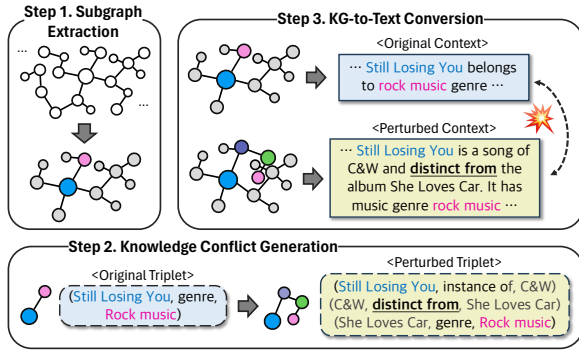 Step 1. Subgraph
Extraction
...
...
Step 3. KG-to-Text Conversion
<Original Context>
... Still Losing You belongs
to rock music genre ...
<Perturbed Context>
... Still Losing You is a song of
C&W and distinct from the
album She Loves Car. It has
music genre rock music ...
Step 2. Knowledge Conflict Generation
<Original Triplet>
(Still Losing You, genre,
Rock music)
<Perturbed Triplet>
(Still Losing You, instance of, C&W)
(C&W, distinct from, She Loves Car)
(She Loves Car, genre, Rock music)